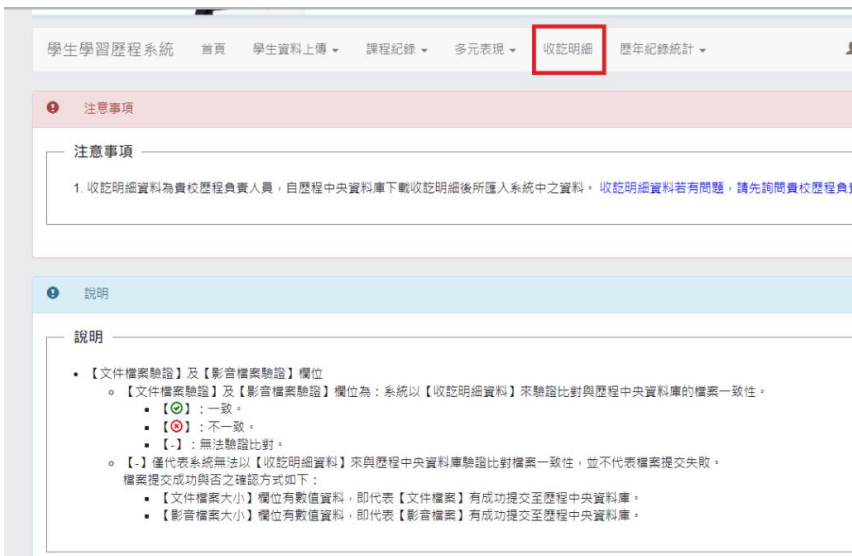 學生學習歷程系統 首頁 學生資料上傳 課程紀錄 多元表現 收訖明細 歷年紀錄統計
注意事項
注意事項
1. 收訖明細資料為貴校歷程負責人員，自歷程中央資料庫下載收訖明細後所匯入系統中之資料。收訖明細資料若有問題，請先詢問貴校歷程負
說明
說明
• 【文件檔案驗證】及【影音檔案驗證】欄位
◦ 【文件檔案驗證】及【影音檔案驗證】欄位為：系統以【收訖明細資料】來驗證比對與歷程中央資料庫的檔案一致性。
▪ 【✓】：一致。
▪ 【✗】：不一致。
▪ 【-】：無法驗證比對。
◦ 【-】僅代表系統無法以【收訖明細資料】來與歷程中央資料庫驗證比對檔案一致性，並不代表檔案提交失敗。
檔案提交成功與否之確認方式如下：
▪ 【文件檔案大小】欄位有數值資料，即代表【文件檔案】有成功提交至歷程中央資料庫。
▪ 【影音檔案大小】欄位有數值資料，即代表【影音檔案】有成功提交至歷程中央資料庫。